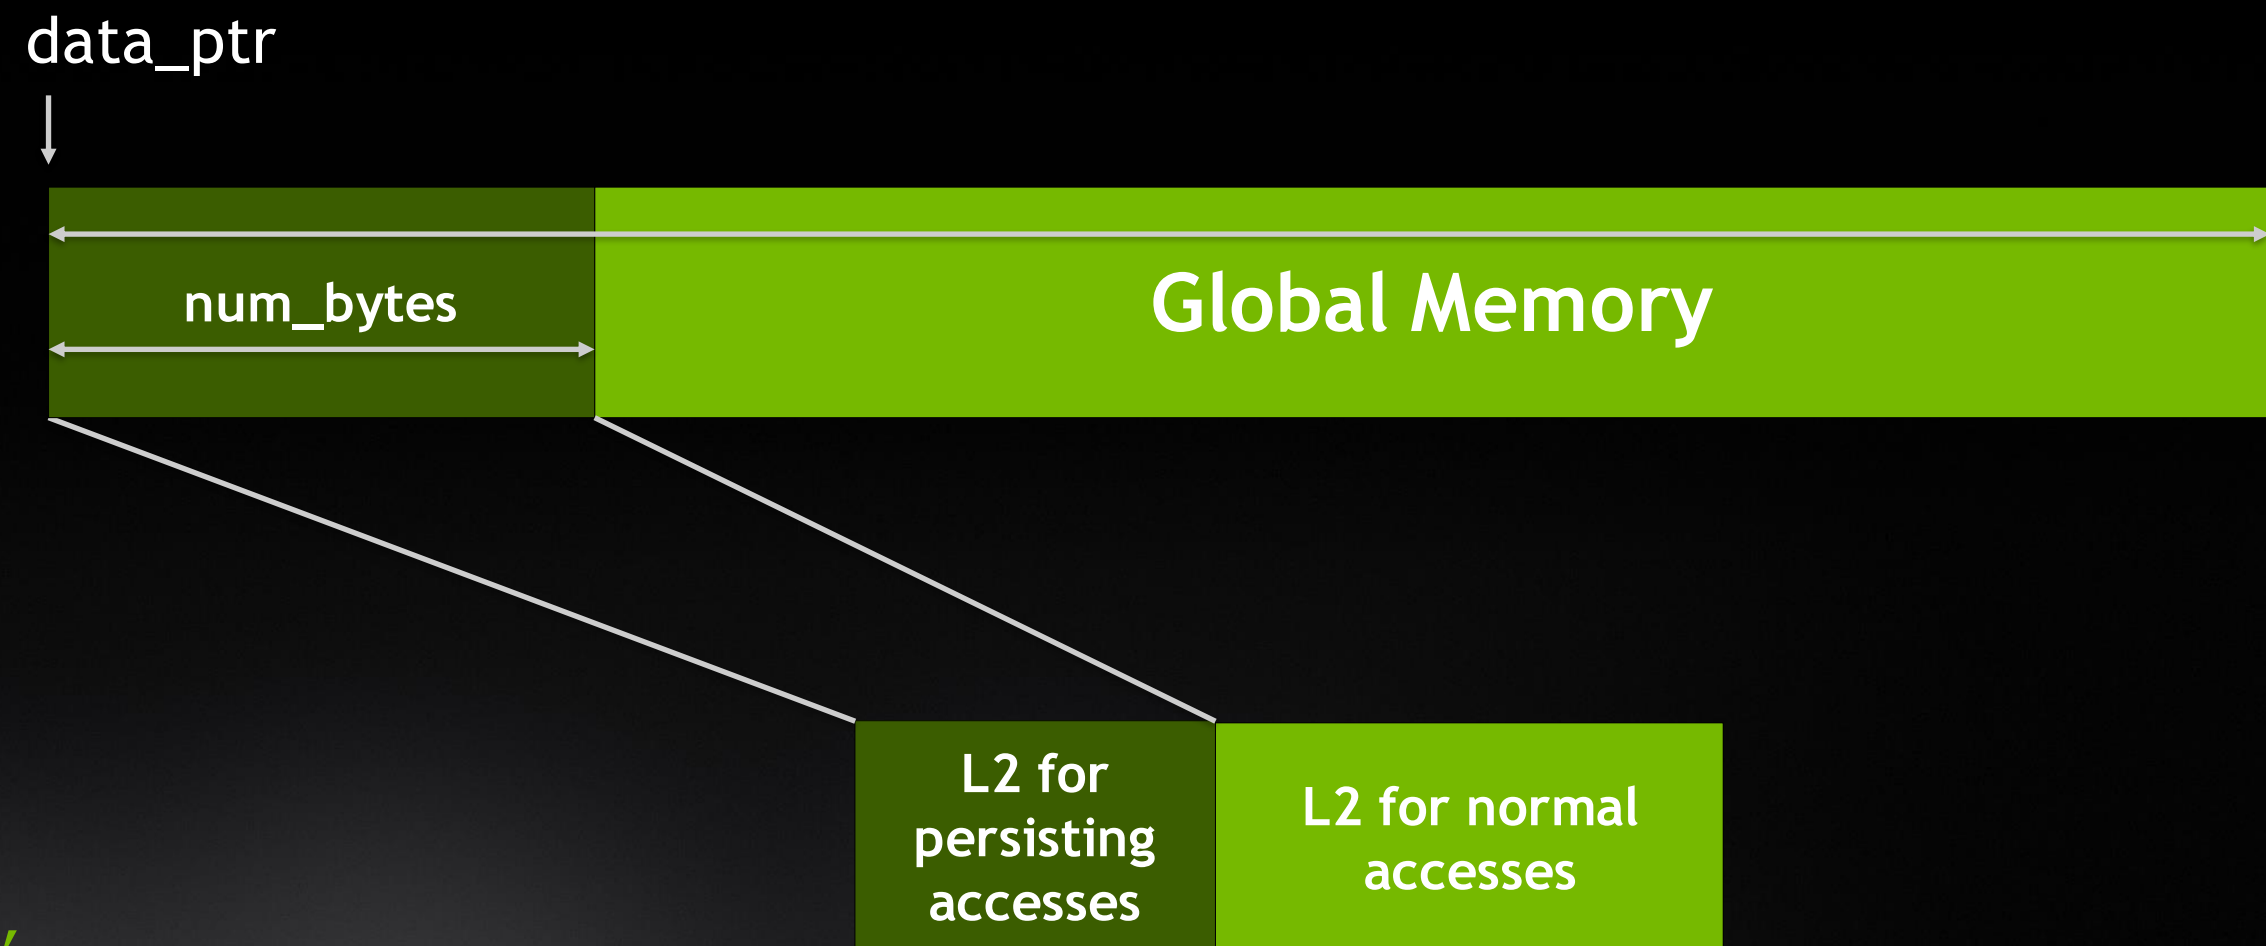 data_ptr
num_bytes
Global Memory
L2 for
persisting
accesses
L2 for normal
accesses